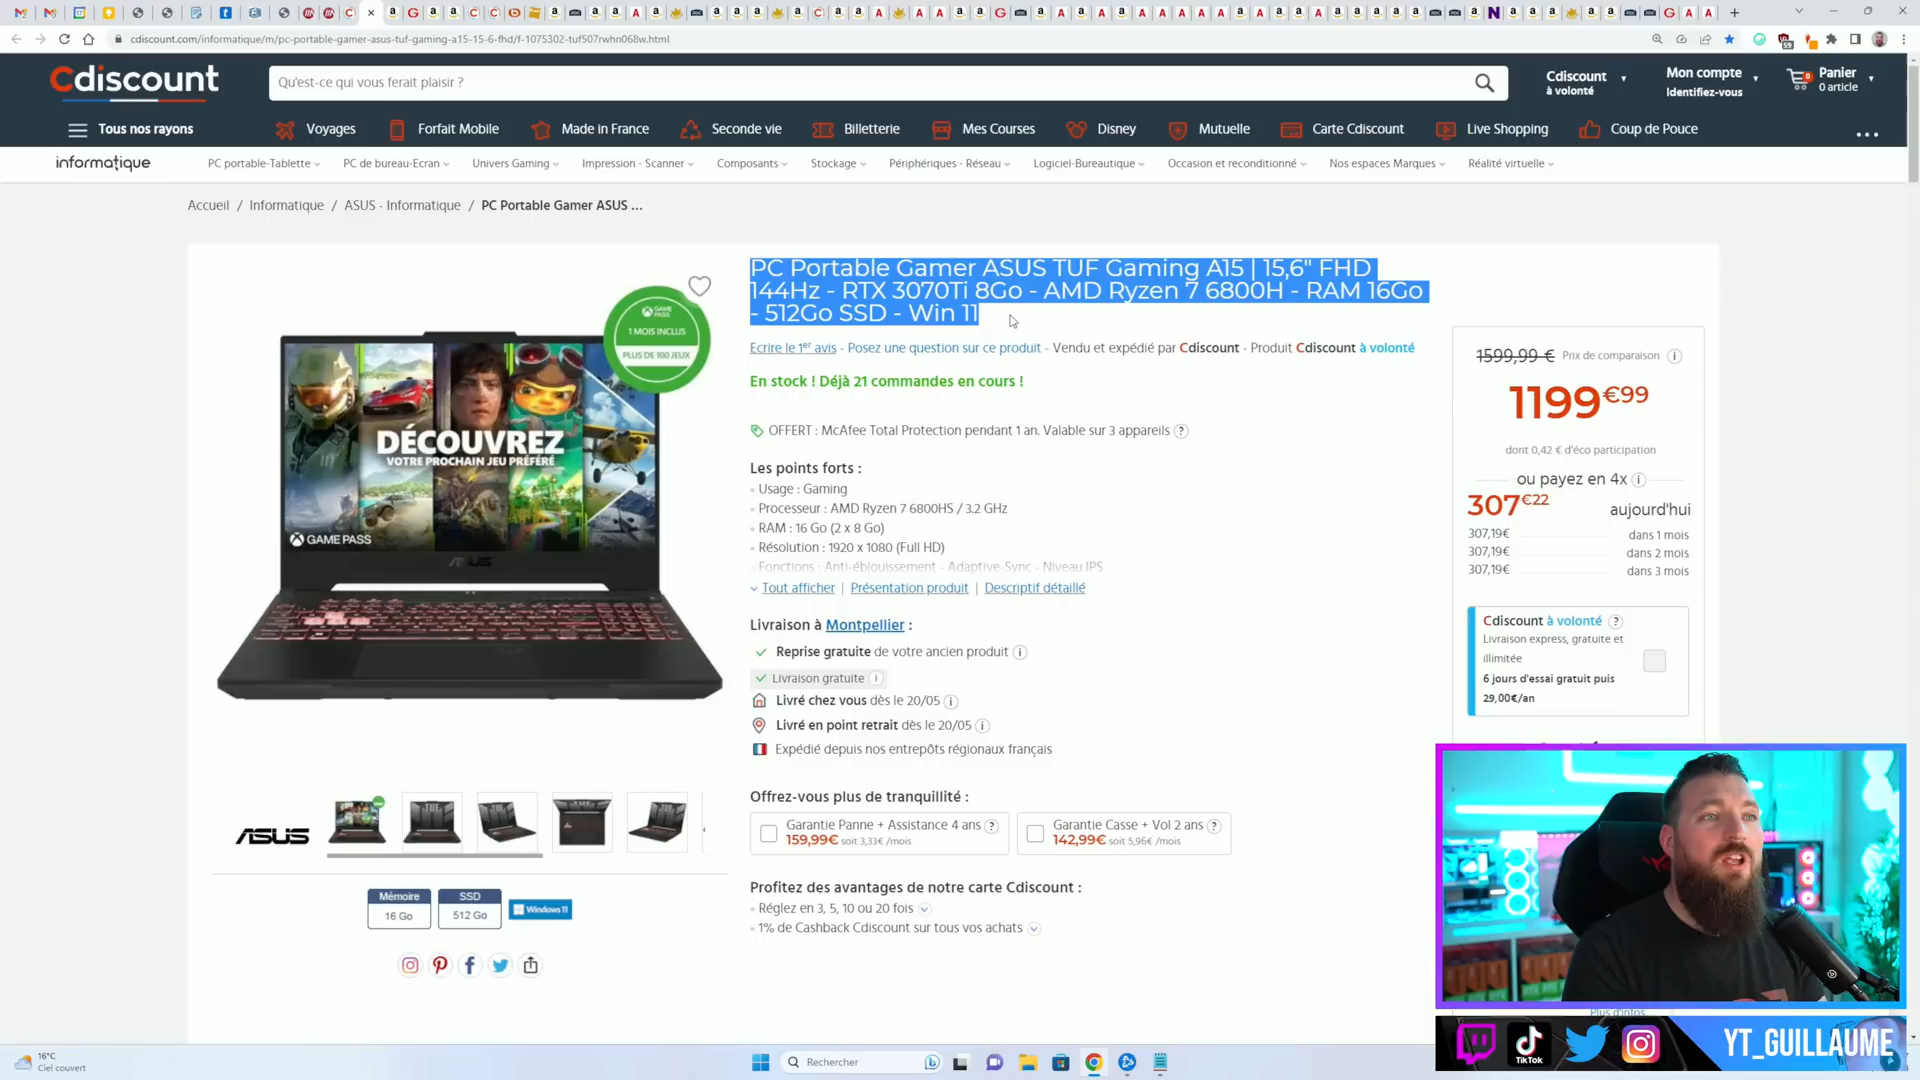 cdiscount.com/informatique/m/pc-portable-gamer-asus-tuf-gaming-a15-15-6-fhd/f-1075302-tuf507rwhn068w.html
Cdiscount
Qu'est-ce qui vous ferait plaisir ?
Cdiscount
à volonté
Mon compte
Identifiez-vous
0
Panier
0 article
Tous nos rayons
Voyages
Forfait Mobile
Made in France
Seconde vie
Billetterie
Mes Courses
Disney
Mutuelle
Carte Cdiscount
Live Shopping
Coup de Pouce
informatique
PC portable-Tablette
PC de bureau-Ecran
Univers Gaming
Impression - Scanner
Composants
Stockage
Périphériques - Réseau
Logiciel-Bureautique
Occasion et reconditionné
Nos espaces Marques
Réalité virtuelle
Accueil / Informatique / ASUS - Informatique / PC Portable Gamer ASUS ...
PC Portable Gamer ASUS TUF Gaming A15 | 15,6" FHD
144Hz - RTX 3070Ti 8Go - AMD Ryzen 7 6800H - RAM 16Go
- 512Go SSD - Win 11
Ecrire le 1er avis - Posez une question sur ce produit - Vendu et expédié par Cdiscount - Produit Cdiscount à volonté
En stock ! Déjà 21 commandes en cours !
OFFERT : McAfee Total Protection pendant 1 an. Valable sur 3 appareils ?
Les points forts :
Usage : Gaming
Processeur : AMD Ryzen 7 6800HS / 3.2 GHz
RAM : 16 Go (2 x 8 Go)
Résolution : 1920 x 1080 (Full HD)
Fonctions : Anti-éblouissement - Adaptive-Sync - Niveau IPS
Tout afficher | Présentation produit | Descriptif détaillé
Livraison à Montpellier :
Reprise gratuite de votre ancien produit i
Livraison gratuite i
Livré chez vous dès le 20/05 i
Livré en point retrait dès le 20/05 i
Expédié depuis nos entrepôts régionaux français
Offrez-vous plus de tranquillité :
Garantie Panne + Assistance 4 ans ?
159,99€ soit 3,33€ /mois
Garantie Casse + Vol 2 ans ?
142,99€ soit 5,96€ /mois
Profitez des avantages de notre carte Cdiscount :
Réglez en 3, 5, 10 ou 20 fois
1% de Cashback Cdiscount sur tous vos achats
GAME PASS
1 MOIS INCLUS
PLUS DE 100 JEUX
DÉCOUVREZ
VOTRE PROCHAIN JEU PRÉFÉRÉ
GAME PASS
ASUS
ASUS
Mémoire
16 Go
SSD
512 Go
Windows 11
1599,99 € Prix de comparaison i
1199€99
dont 0,42 € d'éco participation
ou payez en 4x i
307€22 aujourd'hui
307,19€ dans 1 mois
307,19€ dans 2 mois
307,19€ dans 3 mois
Cdiscount à volonté ?
Livraison express, gratuite et
illimitée
6 jours d'essai gratuit puis
29,00€/an
Plus d'infos
TikTok
YT_GUILLAUME
16°C
Ciel couvert
Rechercher